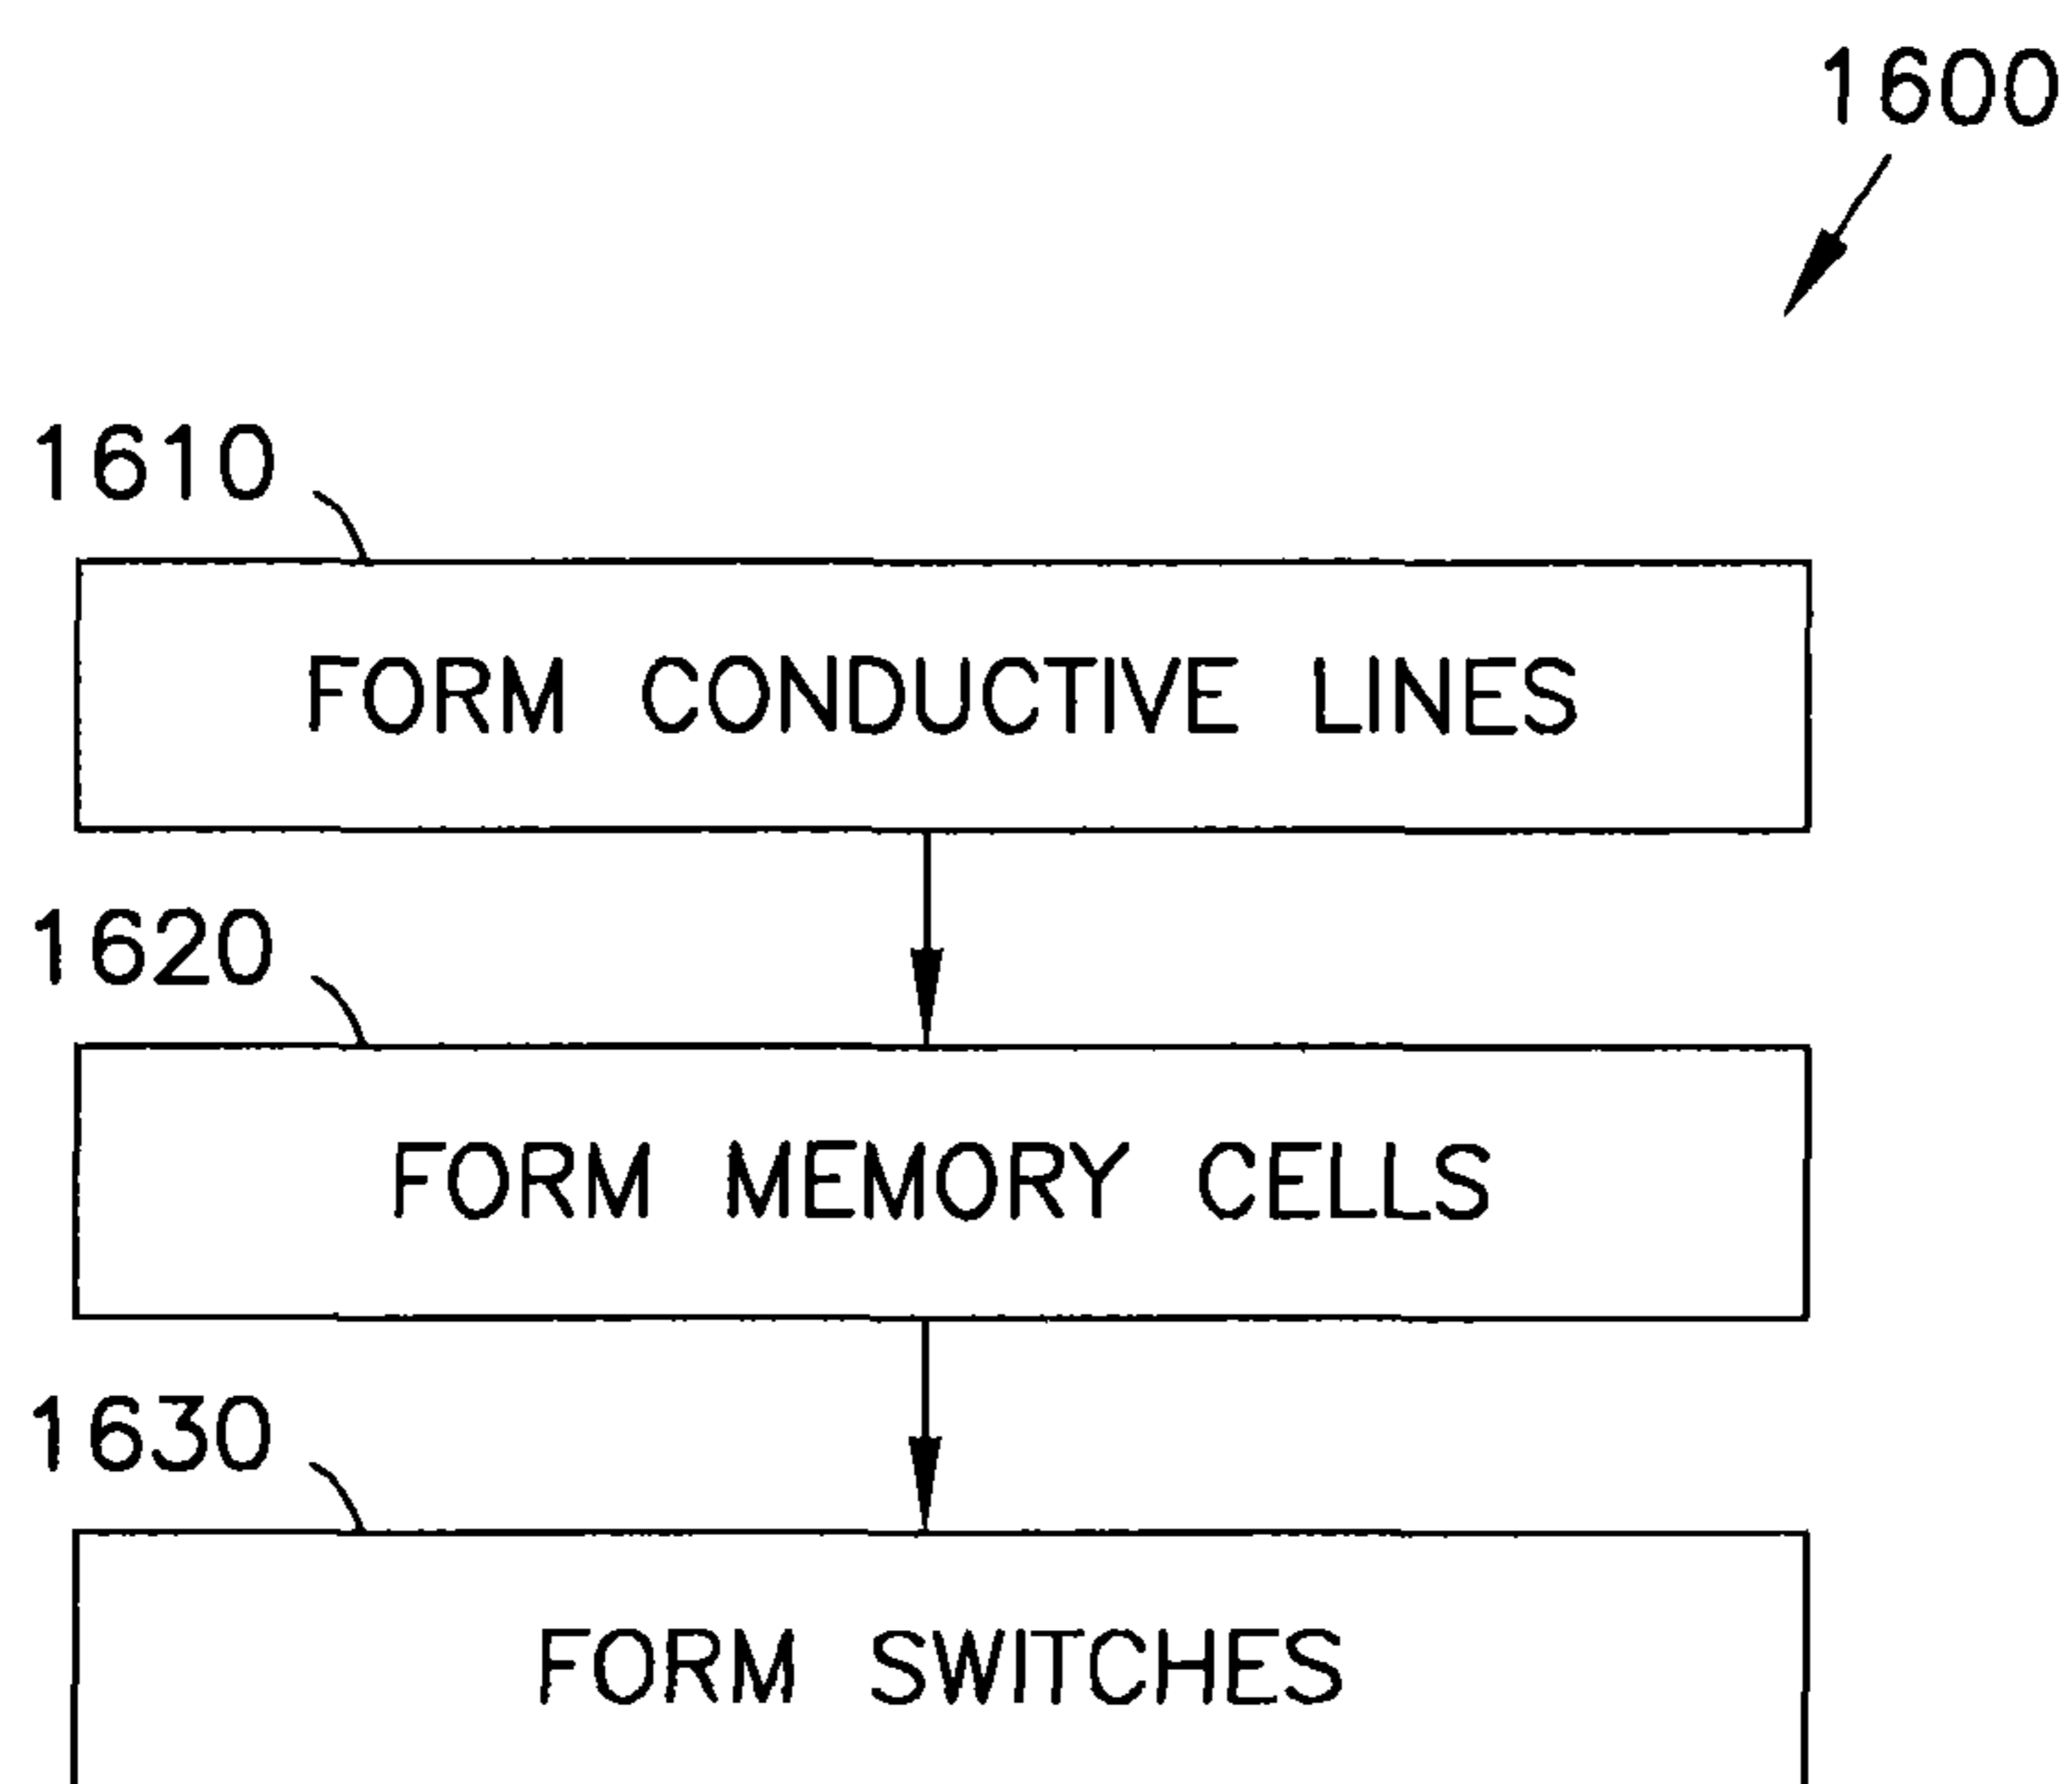 1600
1610
FORM CONDUCTIVE LINES
1620
FORM MEMORY CELLS
1630
FORM SWITCHES